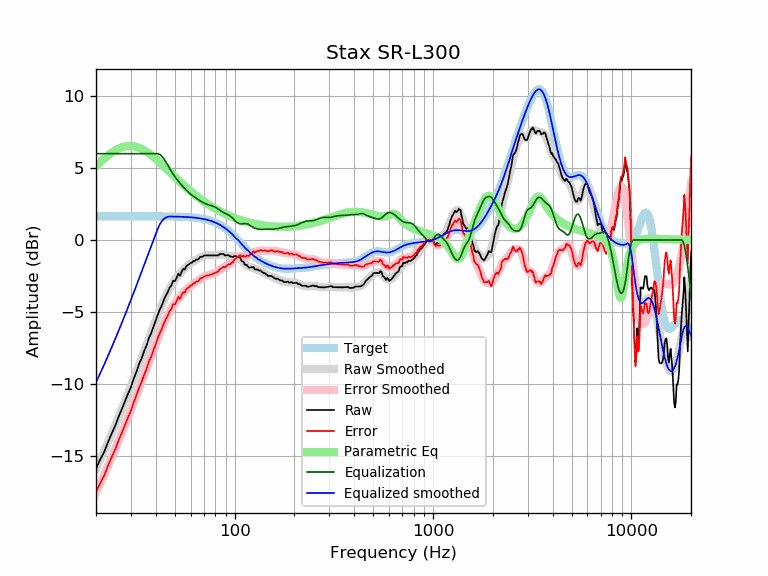 Stax SR-L300
Amplitude (dBr)
10
5
0
−5
−10
−15
Target
Raw Smoothed
Error Smoothed
Raw
Error
Parametric Eq
Equalization
Equalized smoothed
100
1000
10000
Frequency (Hz)